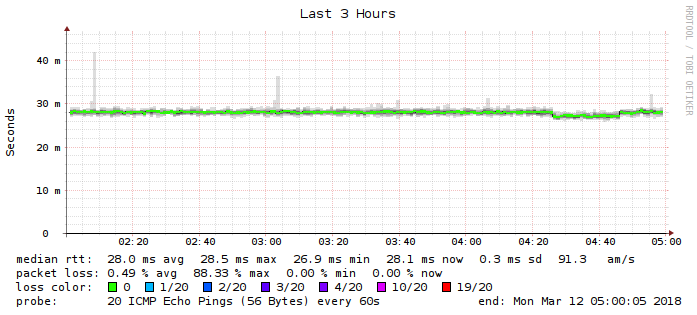 Last 3 Hours
RRDTOOL / TOBI OETIKER
Seconds
40 m
30 m
20 m
10 m
0
02:20 02:40 03:00 03:20 03:40 04:00 04:20 04:40 05:00
median rtt: 28.0 ms avg 28.5 ms max 26.9 ms min 28.1 ms now 0.3 ms sd 91.3 am/s
packet loss: 0.49 % avg 88.33 % max 0.00 % min 0.00 % now
loss color: 0 1/20 2/20 3/20 4/20 10/20 19/20
probe: 20 ICMP Echo Pings (56 Bytes) every 60s end: Mon Mar 12 05:00:05 2018